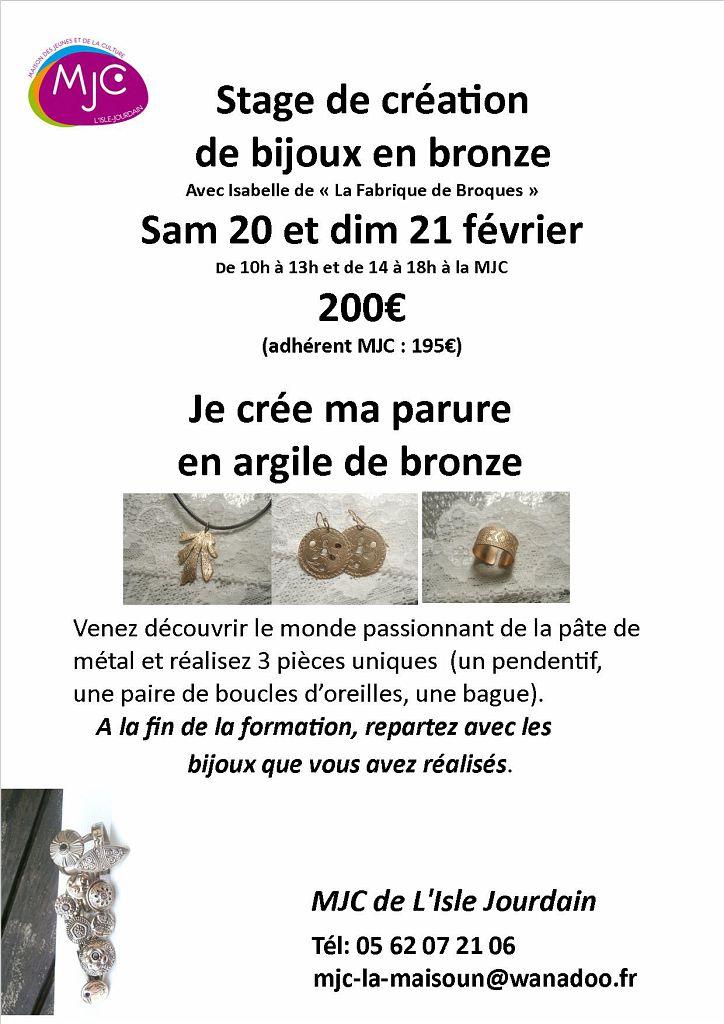 MAISON DES JEUNES ET DE LA CULTURE
MJC
L'ISLE-JOURDAIN
Stage de création
de bijoux en bronze
Avec Isabelle de « La Fabrique de Broques »
Sam 20 et dim 21 février
De 10h à 13h et de 14 à 18h à la MJC
200€
(adhérent MJC : 195€)
Je crée ma parure
en argile de bronze
Venez découvrir le monde passionnant de la pâte de
métal et réalisez 3 pièces uniques (un pendentif,
une paire de boucles d'oreilles, une bague).
A la fin de la formation, repartez avec les
bijoux que vous avez réalisés.
MJC de L'Isle Jourdain
Tél: 05 62 07 21 06
mjc-la-maisoun@wanadoo.fr